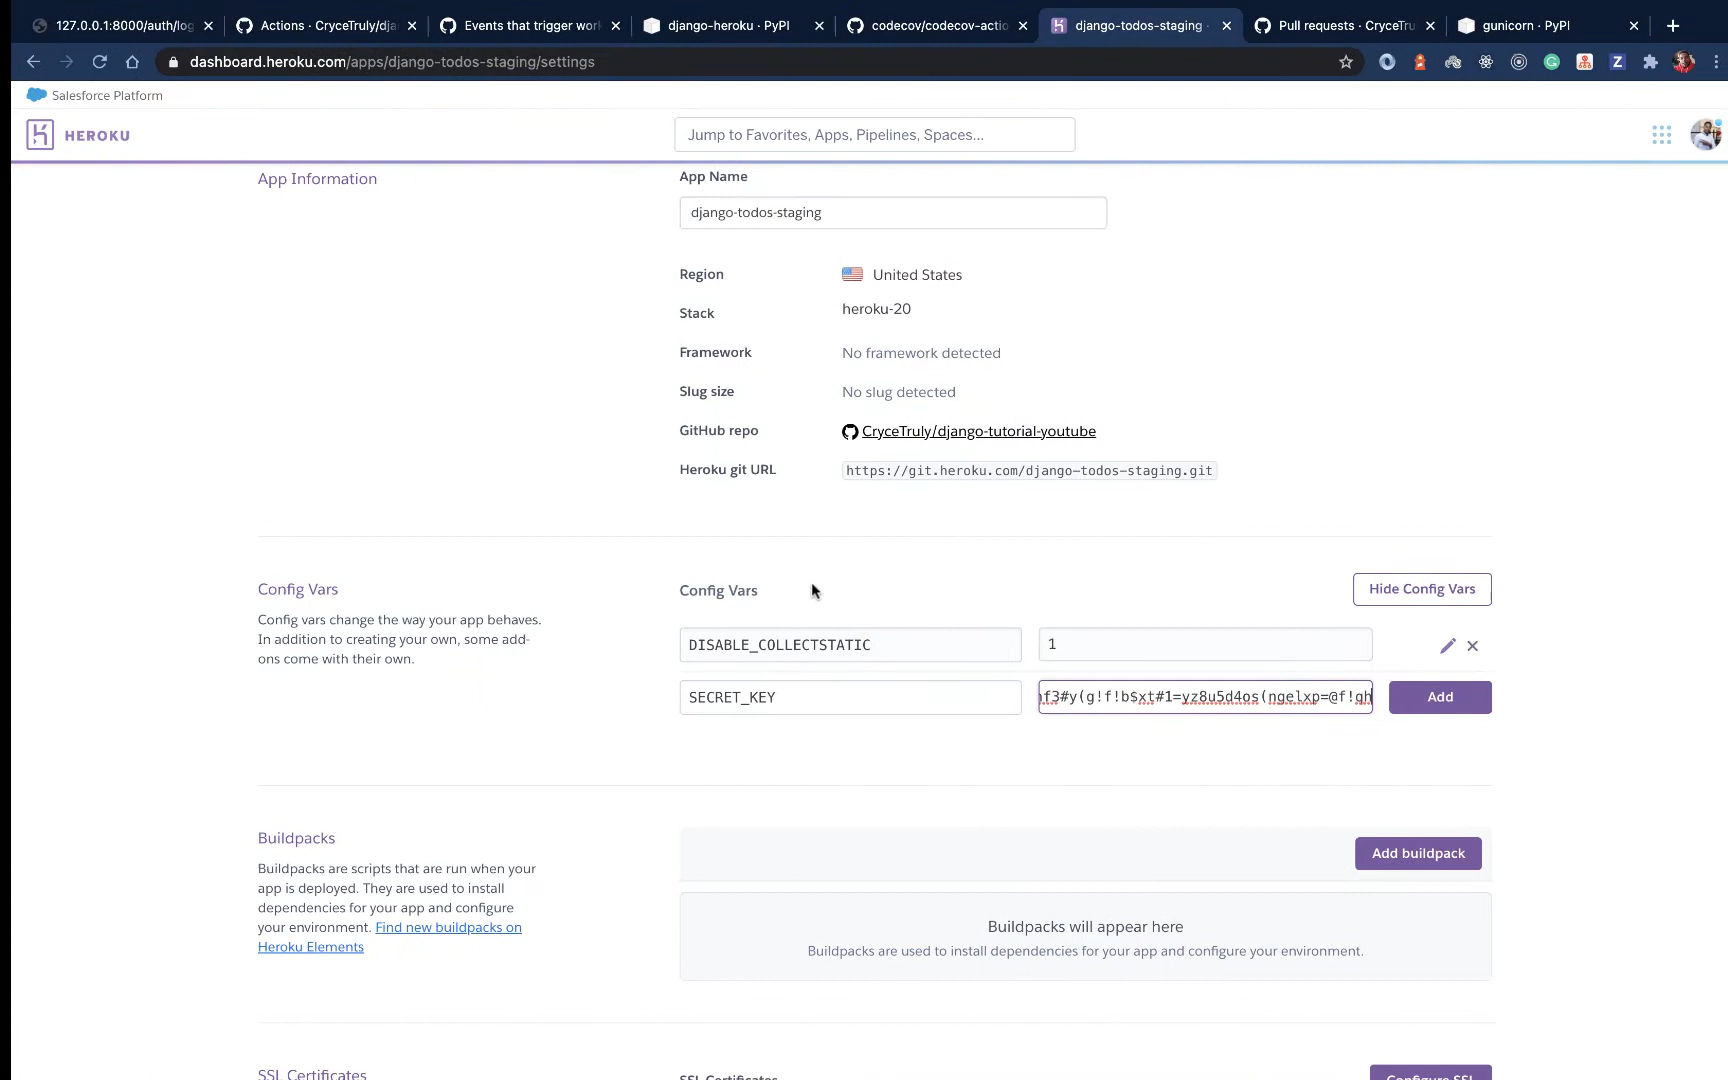 127.0.0.1:8000/auth/log
Actions · CryceTruly/dja
Events that trigger work
django-heroku · PyPI
codecov/codecov-actio
django-todos-staging ·
Pull requests · CryceTru
gunicorn · PyPI
dashboard.heroku.com/apps/django-todos-staging/settings
Salesforce Platform
HEROKU
Jump to Favorites, Apps, Pipelines, Spaces...
App Information
App Name
django-todos-staging
Region
United States
Stack
heroku-20
Framework
No framework detected
Slug size
No slug detected
GitHub repo
CryceTruly/django-tutorial-youtube
Heroku git URL
https://git.heroku.com/django-todos-staging.git
Config Vars
Config vars change the way your app behaves.
In addition to creating your own, some add-
ons come with their own.
Config Vars
Hide Config Vars
DISABLE_COLLECTSTATIC
1
SECRET_KEY
nf3#y(g!f!b$xt#1=yz8u5d4os(ngelxp=@f!gh
Add
Buildpacks
Buildpacks are scripts that are run when your
app is deployed. They are used to install
dependencies for your app and configure
your environment. Find new buildpacks on
Heroku Elements
Add buildpack
Buildpacks will appear here
Buildpacks are used to install dependencies for your app and configure your environment.
SSL Certificates
SSL Certificates
Configure SSL